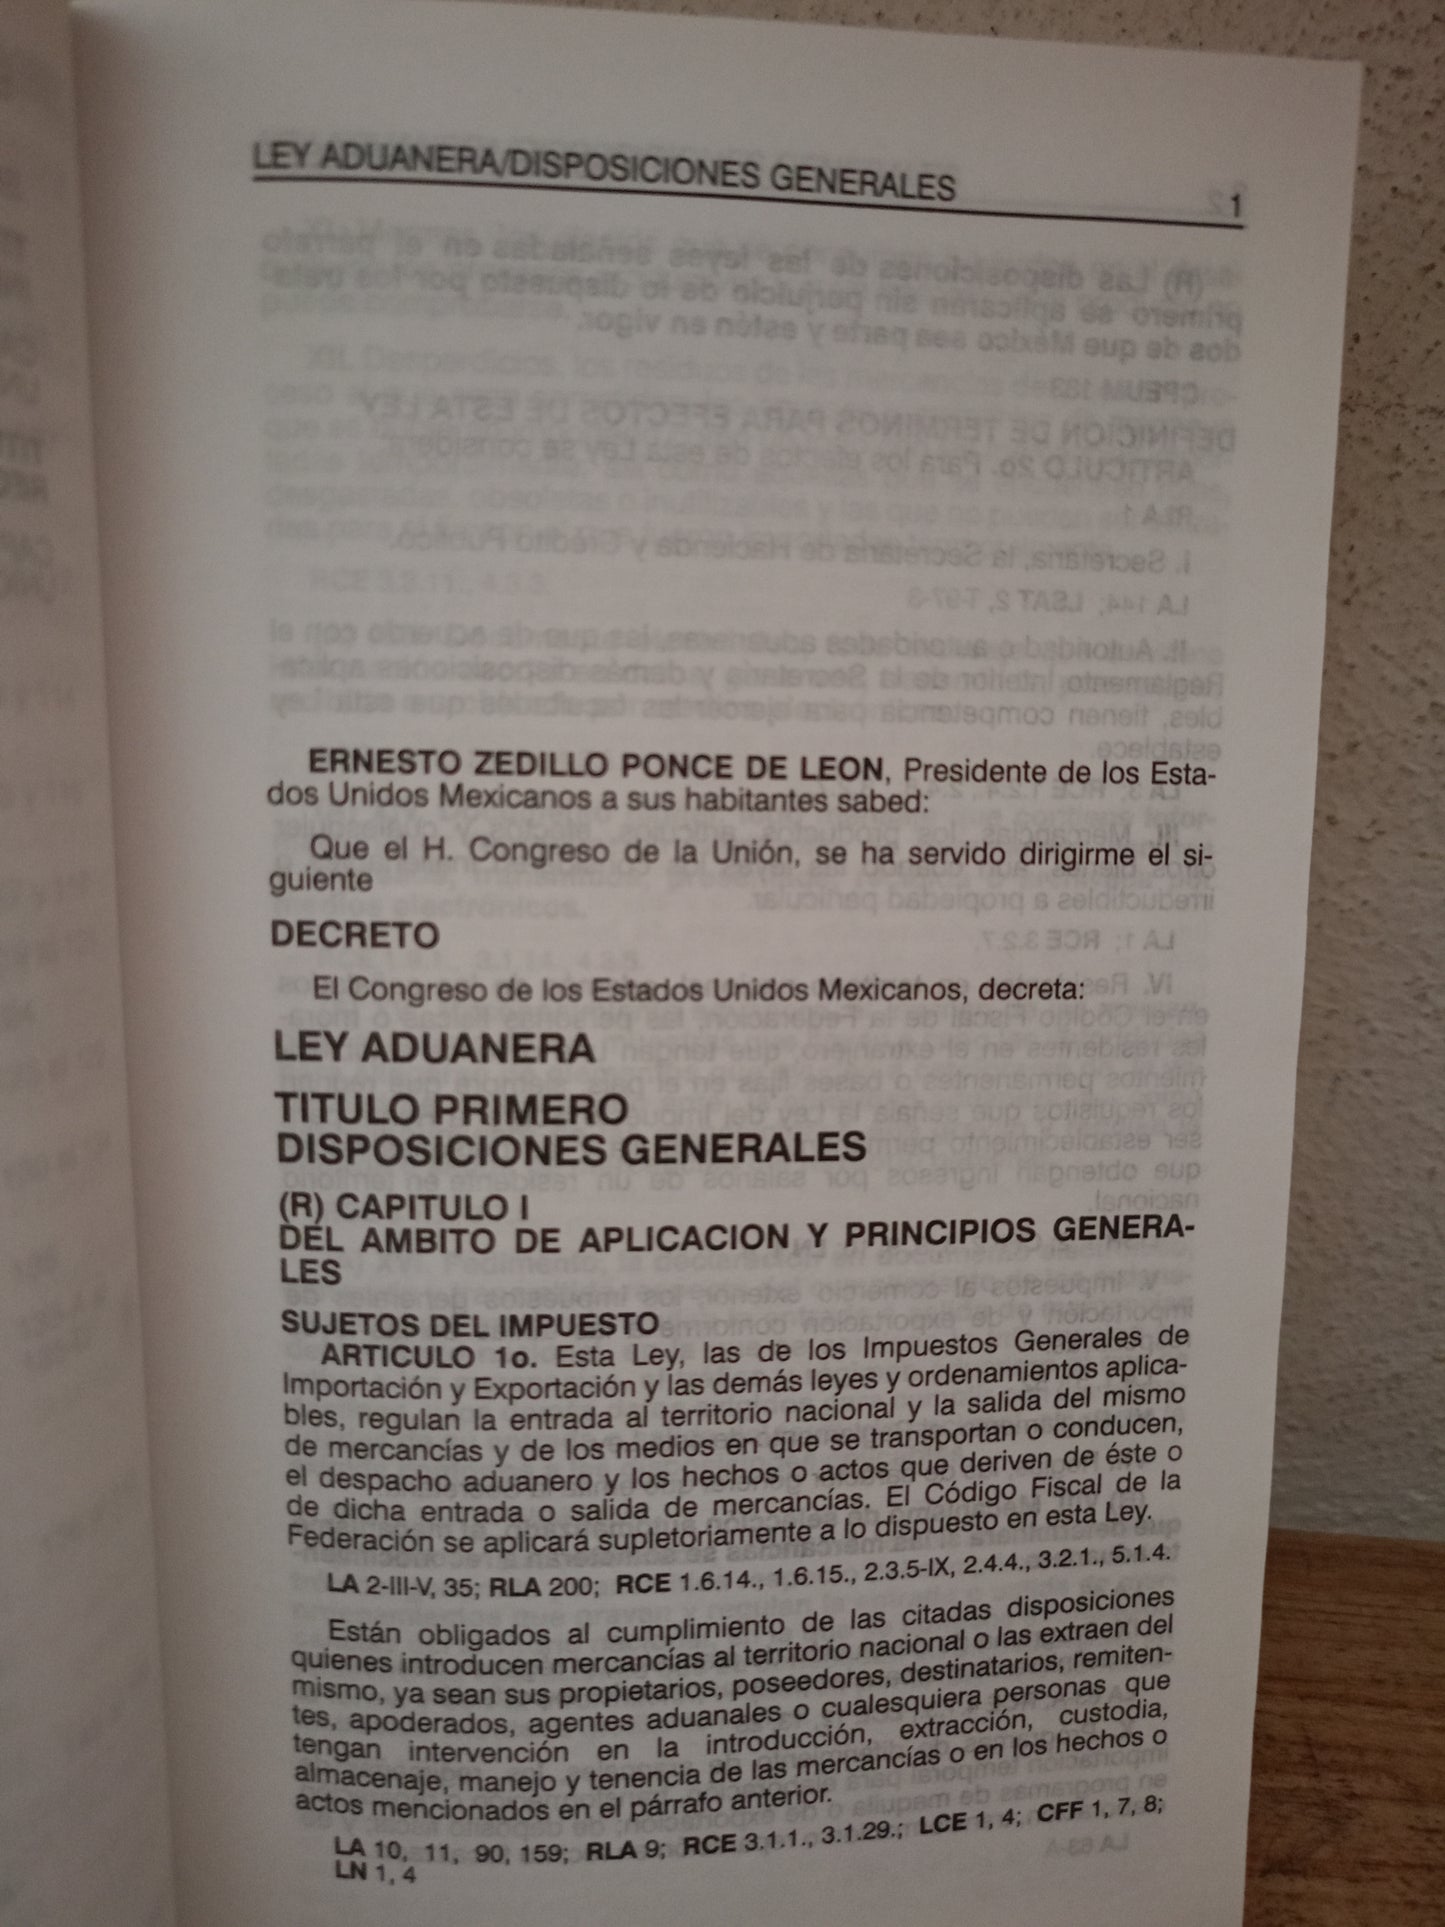 LEY ADUANERA/DISPOSICIONES GENERALES 1
ERNESTO ZEDILLO PONCE DE LEON, Presidente de los Esta-
dos Unidos Mexicanos a sus habitantes sabed:
Que el H. Congreso de la Unión, se ha servido dirigirme el si-
guiente
DECRETO
El Congreso de los Estados Unidos Mexicanos, decreta:
LEY ADUANERA
TITULO PRIMERO
DISPOSICIONES GENERALES
(R) CAPITULO I
DEL AMBITO DE APLICACION Y PRINCIPIOS GENERA-
LES
SUJETOS DEL IMPUESTO
ARTICULO 1o. Esta Ley, las de los Impuestos Generales de
Importación y Exportación y las demás leyes y ordenamientos aplica-
bles, regulan la entrada al territorio nacional y la salida del mismo
de mercancías y de los medios en que se transportan o conducen,
el despacho aduanero y los hechos o actos que deriven de éste o
de dicha entrada o salida de mercancías. El Código Fiscal de la
Federación se aplicará supletoriamente a lo dispuesto en esta Ley.
LA 2-III-V, 35; RLA 200; RCE 1.6.14., 1.6.15., 2.3.5-IX, 2.4.4., 3.2.1., 5.1.4.
Están obligados al cumplimiento de las citadas disposiciones
quienes introducen mercancías al territorio nacional o las extraen del
mismo, ya sean sus propietarios, poseedores, destinatarios, remiten-
tes, apoderados, agentes aduanales o cualesquiera personas que
tengan intervención en la introducción, extracción, custodia,
almacenaje, manejo y tenencia de las mercancías o en los hechos o
actos mencionados en el párrafo anterior.
LA 10, 11, 90, 159; RLA 9; RCE 3.1.1., 3.1.29.; LCE 1, 4; CFF 1, 7, 8;
LN 1, 4